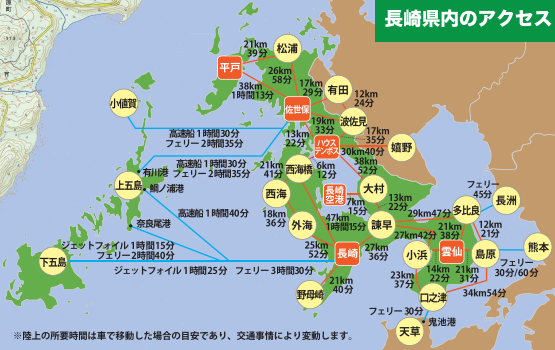 長崎県内のアクセス
松浦
21km
39分
平戸
26km
58分
17km
29分
有田
38km
1時間13分
12km
24分
小値賀
佐世保
波佐見
19km
33分
17km
35分
高速船 1時間30分
フェリー 2時間35分
13km
22分
ハウス
テンボス
30km40分
嬉野
高速船 1時間30分
フェリー 2時間35分
有川港
21km
41分
西海橋
6km
12分
38km
52分
上五島
鯛ノ浦港
長崎
空港
大村
フェリー
45分
西海
7km
15分
13km
22分
長洲
高速船 1時間40分
29km47分
多比良
奈良尾港
18km
36分
外海
47km
1時間15分
諫早
12km
21分
21km
38分
27km42分
熊本
ジェットフォイル 1時間15分
フェリー 2時間40分
25km
52分
長崎
27km
36分
小浜
雲仙
島原
下五島
ジェットフォイル 1時間25分
フェリー 3時間30分
フェリー
30分/60分
14km
22分
21km
31分
23km
37分
21km
40分
野母崎
口之津
34km54分
フェリー 30分
鬼池港
天草
※陸上の所要時間は車で移動した場合の目安であり、交通事情により変動します。